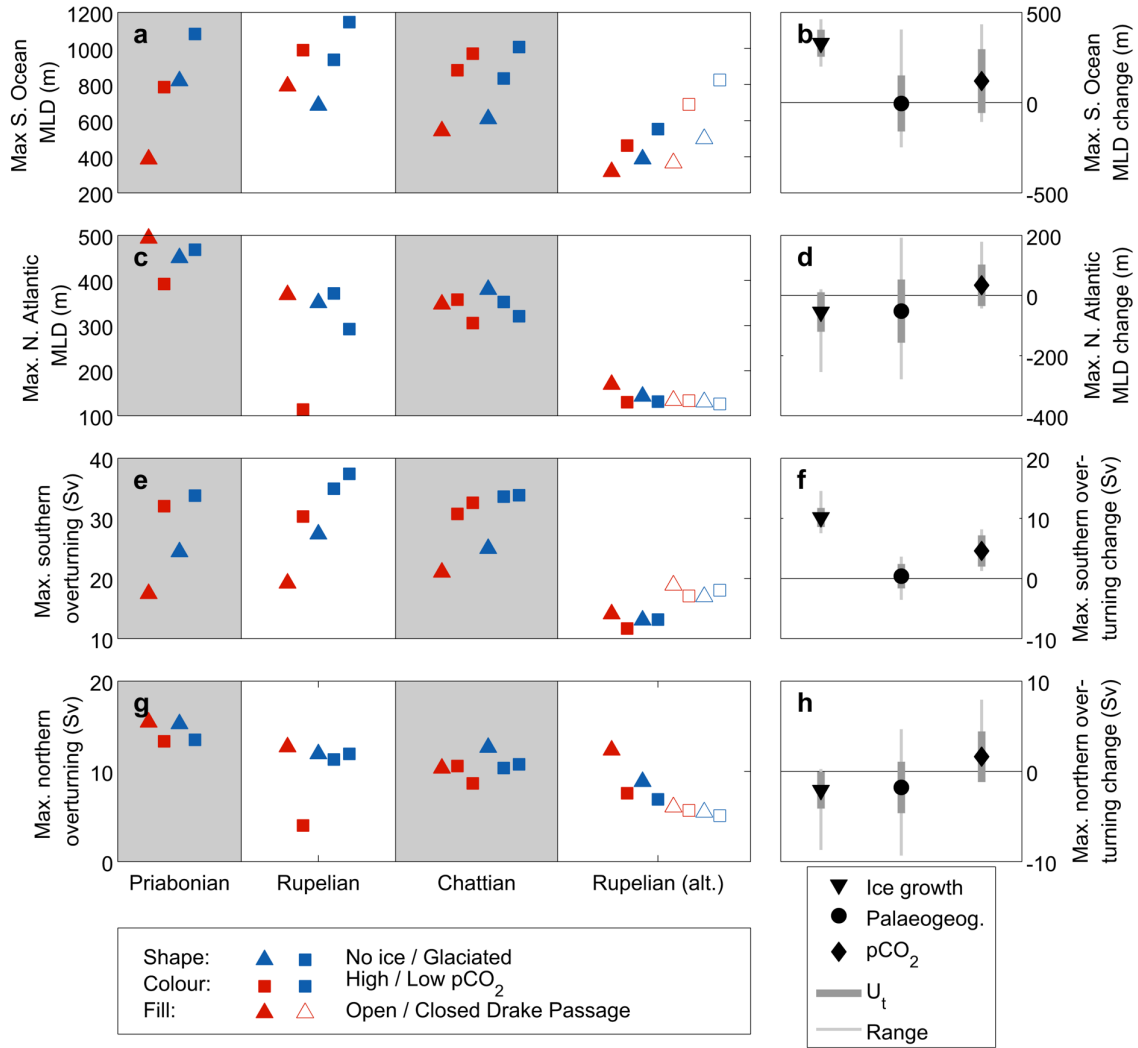 Max S. Ocean
MLD (m)
1200
1000
800
600
400
200
a
b
500
0
-500
Max. S. Ocean
MLD change (m)
Max. N. Atlantic
MLD (m)
500
400
300
200
100
c
d
200
0
-200
-400
Max. N. Atlantic
MLD change (m)
Max. southern
overturning (Sv)
40
30
20
10
e
f
20
10
0
-10
Max. southern over-
turning change (Sv)
Max. northern
overturning (Sv)
20
10
0
g
h
10
0
-10
Max. northern over-
turning change (Sv)
Priabonian
Rupelian
Chattian
Rupelian (alt.)
Shape: No ice / Glaciated
Colour: High / Low pCO2
Fill: Open / Closed Drake Passage
Ice growth
Palaeogeog.
pCO2
Ut
Range